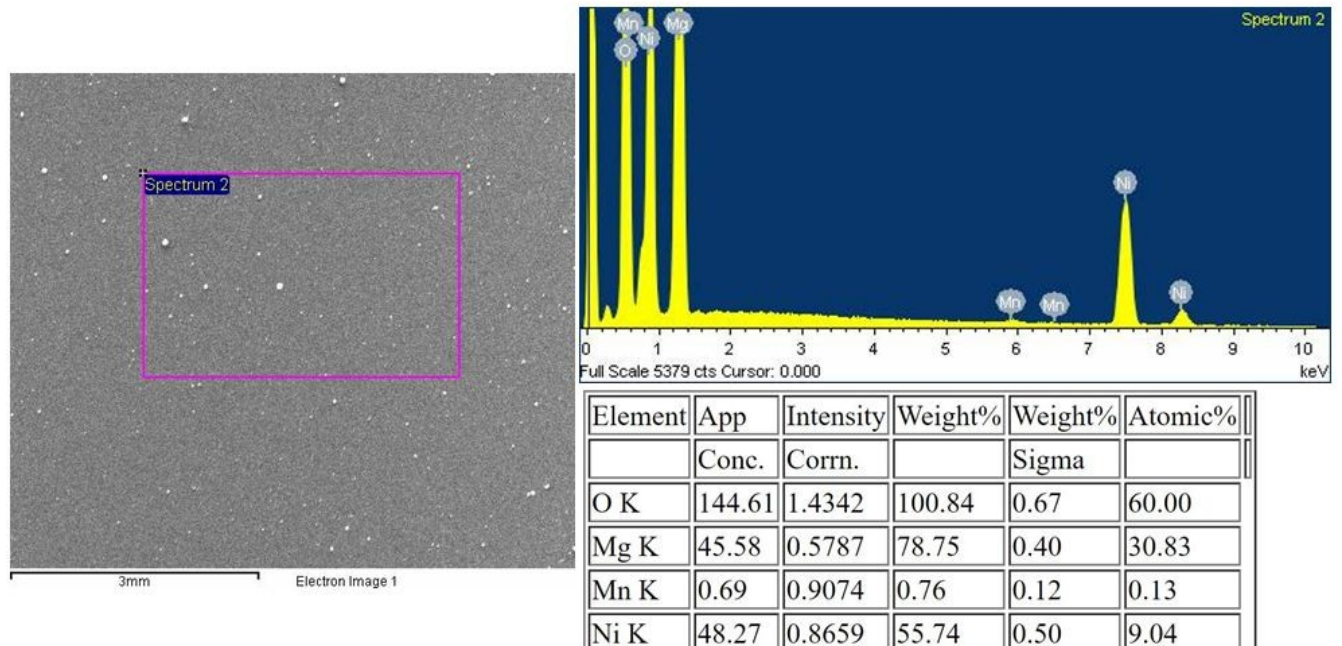 Spectrum 2
3mm
Electron Image 1
Spectrum 2
Mn
Mg
Ni
O
Ni
Mn
Mn
Ni
0 1 2 3 4 5 6 7 8 9 10
Full Scale 5379 cts Cursor: 0.000
keV
Element App Intensity Weight% Weight% Atomic%
Conc. Corrn. Sigma
O K 144.61 1.4342 100.84 0.67 60.00
Mg K 45.58 0.5787 78.75 0.40 30.83
Mn K 0.69 0.9074 0.76 0.12 0.13
Ni K 48.27 0.8659 55.74 0.50 9.04